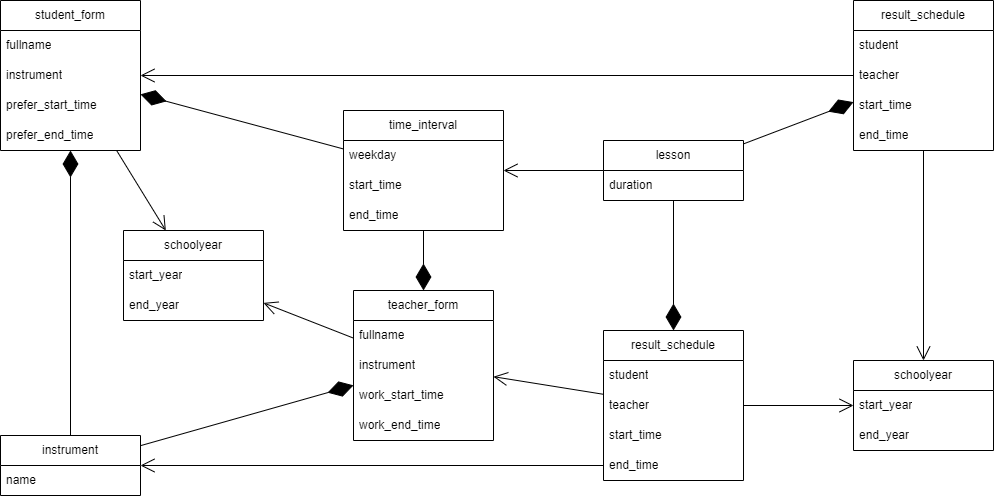 student_form
fullname
instrument
prefer_start_time
prefer_end_time
result_schedule
student
teacher
start_time
end_time
time_interval
weekday
start_time
end_time
lesson
duration
schoolyear
start_year
end_year
teacher_form
fullname
instrument
work_start_time
work_end_time
result_schedule
student
teacher
start_time
end_time
schoolyear
start_year
end_year
instrument
name